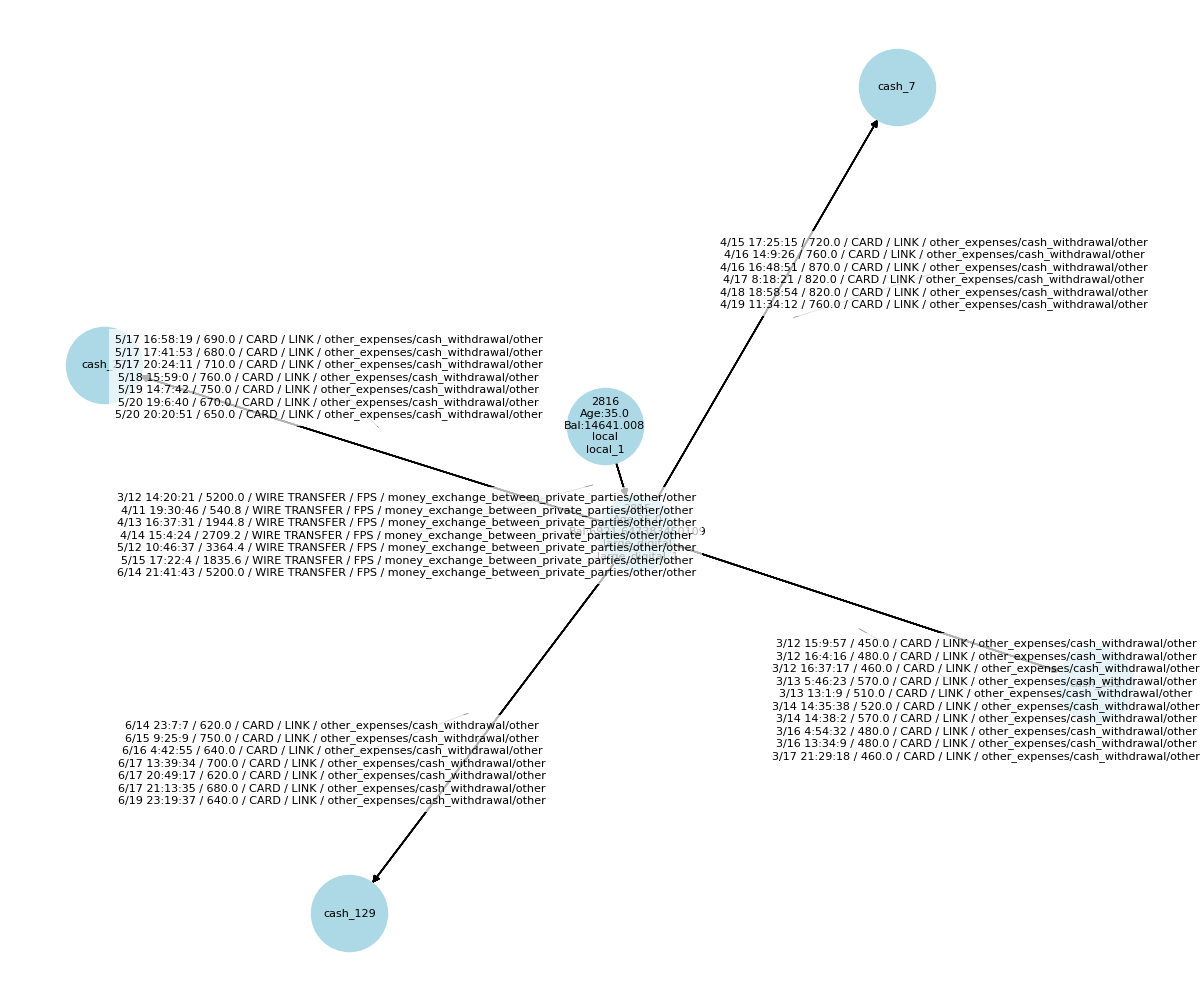 cash_7
4/15 17:25:15 / 720.0 / CARD / LINK / other_expenses/cash_withdrawal/other
4/16 14:9:26 / 760.0 / CARD / LINK / other_expenses/cash_withdrawal/other
4/16 16:48:51 / 870.0 / CARD / LINK / other_expenses/cash_withdrawal/other
4/17 8:18:21 / 820.0 / CARD / LINK / other_expenses/cash_withdrawal/other
4/18 18:58:54 / 820.0 / CARD / LINK / other_expenses/cash_withdrawal/other
4/19 11:34:12 / 760.0 / CARD / LINK / other_expenses/cash_withdrawal/other
cash_
5/17 16:58:19 / 690.0 / CARD / LINK / other_expenses/cash_withdrawal/other
5/17 17:41:53 / 680.0 / CARD / LINK / other_expenses/cash_withdrawal/other
5/17 20:24:11 / 710.0 / CARD / LINK / other_expenses/cash_withdrawal/other
5/18 15:59:0 / 760.0 / CARD / LINK / other_expenses/cash_withdrawal/other
5/19 14:7:42 / 750.0 / CARD / LINK / other_expenses/cash_withdrawal/other
5/20 19:6:40 / 670.0 / CARD / LINK / other_expenses/cash_withdrawal/other
5/20 20:20:51 / 650.0 / CARD / LINK / other_expenses/cash_withdrawal/other
2816
Age:35.0
Bal:14641.008
local
local_1
3/12 14:20:21 / 5200.0 / WIRE TRANSFER / FPS / money_exchange_between_private_parties/other/other
4/11 19:30:46 / 540.8 / WIRE TRANSFER / FPS / money_exchange_between_private_parties/other/other
4/13 16:37:31 / 1944.8 / WIRE TRANSFER / FPS / money_exchange_between_private_parties/other/other
4/14 15:4:24 / 2709.2 / WIRE TRANSFER / FPS / money_exchange_between_private_parties/other/other
5/12 10:46:37 / 3364.4 / WIRE TRANSFER / FPS / money_exchange_between_private_parties/other/other
5/15 17:22:4 / 1835.6 / WIRE TRANSFER / FPS / money_exchange_between_private_parties/other/other
6/14 21:41:43 / 5200.0 / WIRE TRANSFER / FPS / money_exchange_between_private_parties/other/other
3/12 15:9:57 / 450.0 / CARD / LINK / other_expenses/cash_withdrawal/other
3/12 16:4:16 / 480.0 / CARD / LINK / other_expenses/cash_withdrawal/other
3/12 16:37:17 / 460.0 / CARD / LINK / other_expenses/cash_withdrawal/other
3/13 5:46:23 / 570.0 / CARD / LINK / other_expenses/cash_withdrawal/other
3/13 13:1:9 / 510.0 / CARD / LINK / other_expenses/cash_withdrawal/other
3/14 14:35:38 / 520.0 / CARD / LINK / other_expenses/cash_withdrawal/other
3/14 14:38:2 / 570.0 / CARD / LINK / other_expenses/cash_withdrawal/other
3/16 4:54:32 / 480.0 / CARD / LINK / other_expenses/cash_withdrawal/other
3/16 13:34:9 / 480.0 / CARD / LINK / other_expenses/cash_withdrawal/other
3/17 21:29:18 / 460.0 / CARD / LINK / other_expenses/cash_withdrawal/other
6/14 23:7:7 / 620.0 / CARD / LINK / other_expenses/cash_withdrawal/other
6/15 9:25:9 / 750.0 / CARD / LINK / other_expenses/cash_withdrawal/other
6/16 4:42:55 / 640.0 / CARD / LINK / other_expenses/cash_withdrawal/other
6/17 13:39:34 / 700.0 / CARD / LINK / other_expenses/cash_withdrawal/other
6/17 20:49:17 / 620.0 / CARD / LINK / other_expenses/cash_withdrawal/other
6/17 21:13:35 / 680.0 / CARD / LINK / other_expenses/cash_withdrawal/other
6/19 23:19:37 / 640.0 / CARD / LINK / other_expenses/cash_withdrawal/other
cash_129